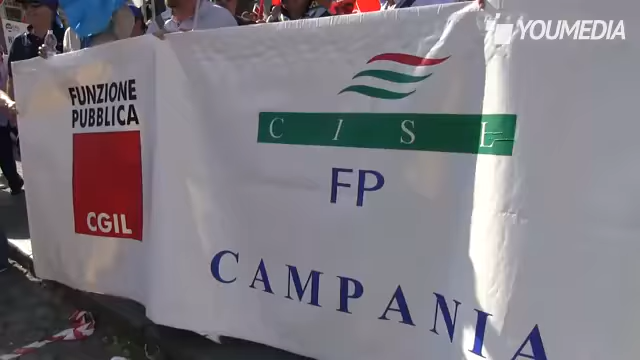 YOUMEDIA
FUNZIONE
PUBBLICA
CGIL
CISL
FP
CAMPANIA